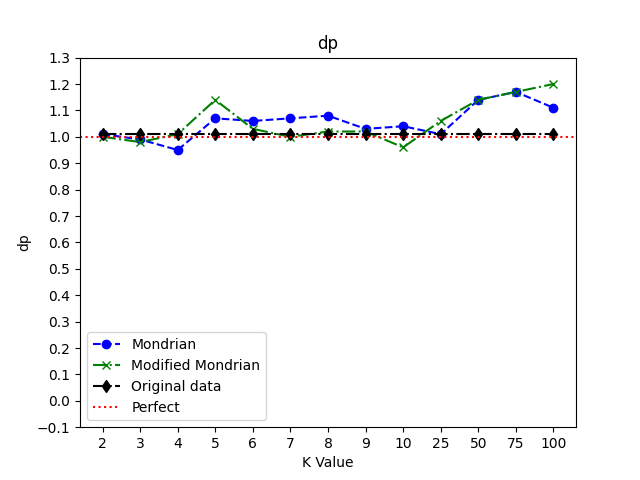 dp
1.3
1.2
1.1
1.0
0.9
0.8
0.7
0.6
0.5
0.4
0.3
0.2
0.1
0.0
−0.1
dp
Mondrian
Modified Mondrian
Original data
Perfect
2 3 4 5 6 7 8 9 10 25 50 75 100
K Value